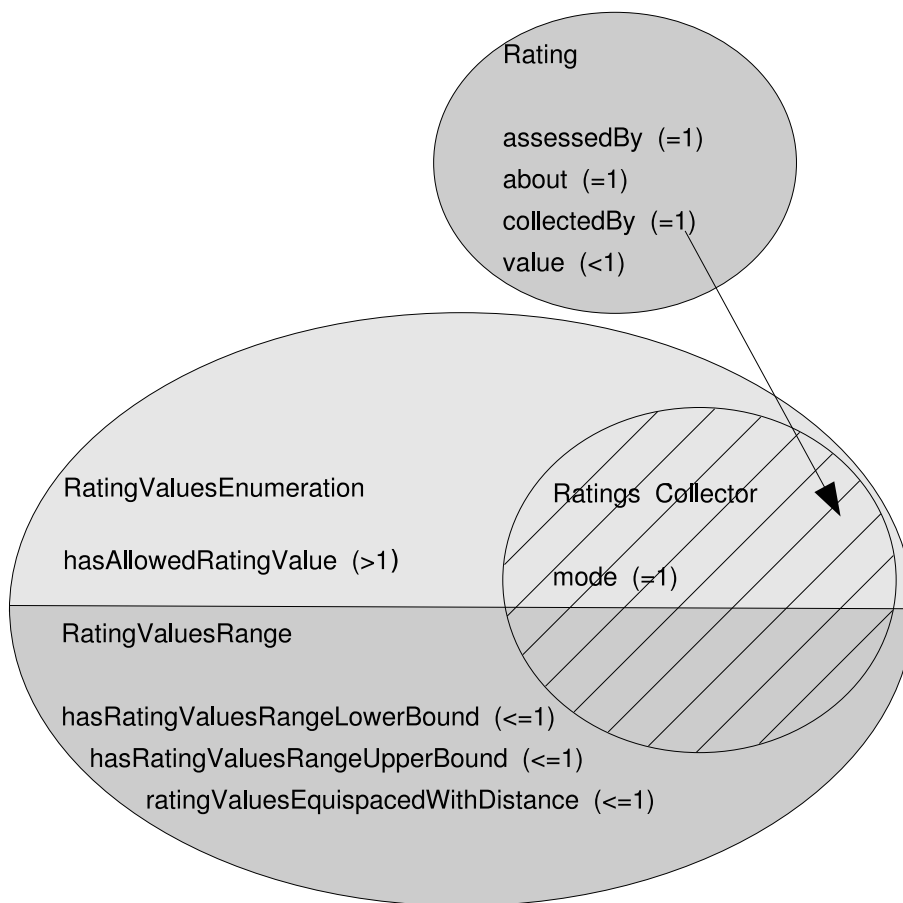 Rating
assessedBy (=1)
about (=1)
collectedBy (=1)
value (<1)
RatingValuesEnumeration
Ratings Collector
hasAllowedRatingValue (>1)
mode (=1)
RatingValuesRange
hasRatingValuesRangeLowerBound (<=1)
hasRatingValuesRangeUpperBound (<=1)
ratingValuesEquispacedWithDistance (<=1)